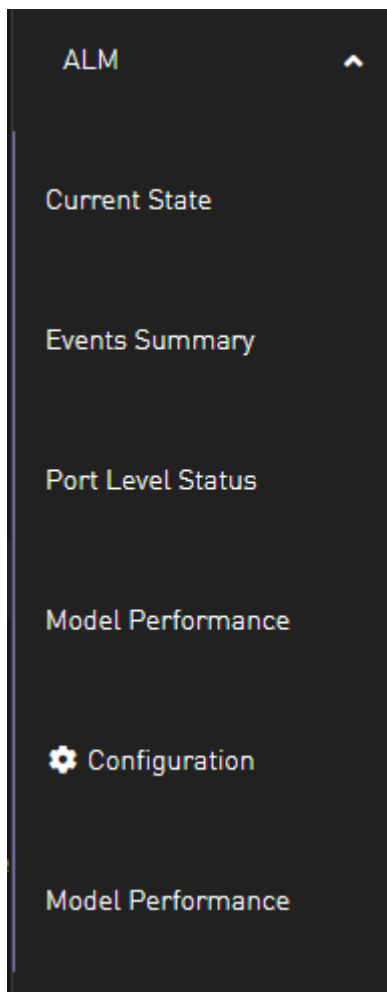 ALM
Current State
Events Summary
Port Level Status
Model Performance
Configuration
Model Performance